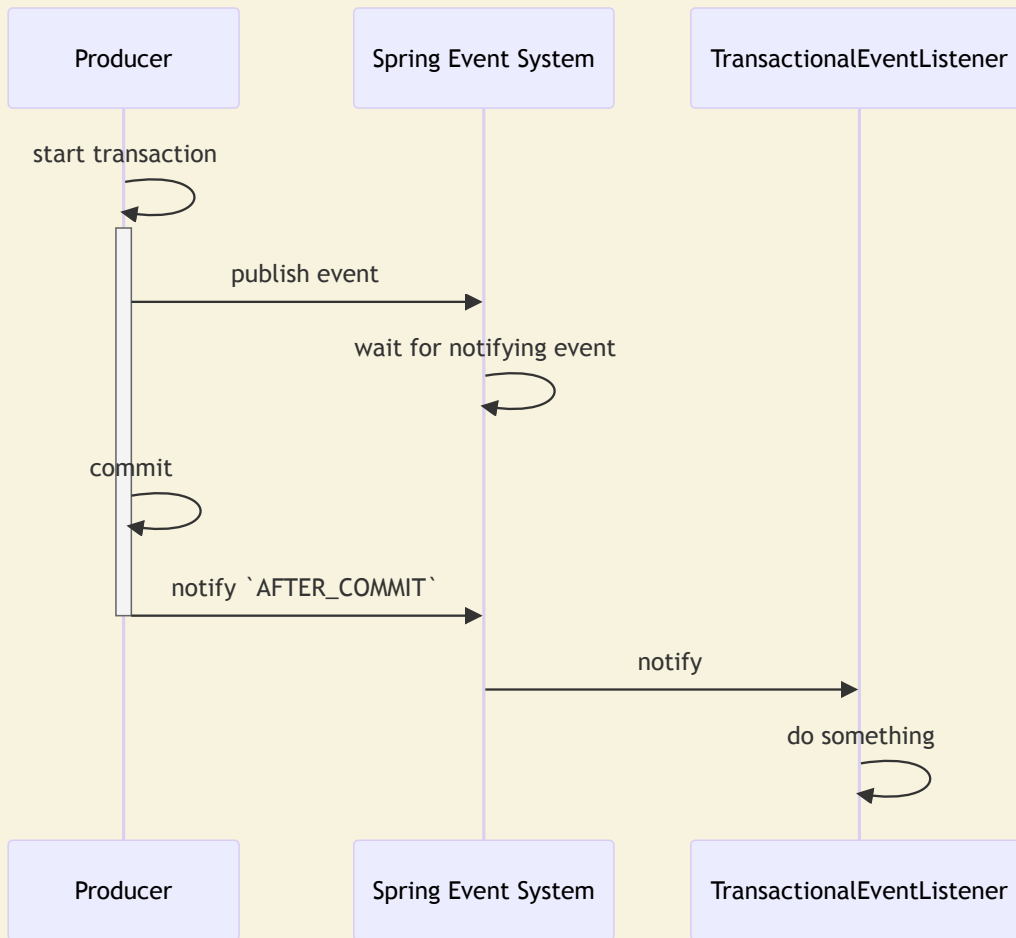 Producer
Spring Event System
TransactionalEventListener
start transaction
publish event
wait for notifying event
commit
notify `AFTER_COMMIT`
notify
do something
Producer
Spring Event System
TransactionalEventListener